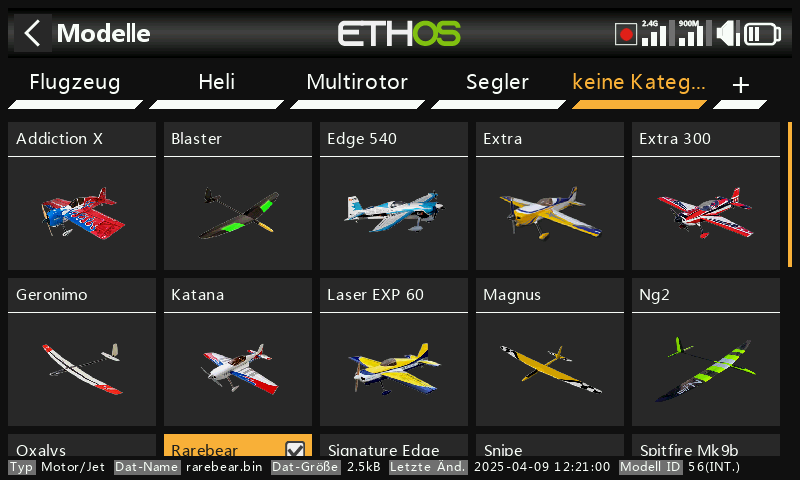 Modelle ETHOS 2.4G 900M
Flugzeug Heli Multirotor Segler keine Kateg... +
Addiction X Blaster Edge 540 Extra Extra 300
Geronimo Katana Laser EXP 60 Magnus Ng2
Oxalys Rarebear Signature Edge Snipe Spitfire Mk9b
Typ Motor/Jet Dat-Name rarebear.bin Dat-Größe 2.5kB Letzte Änd. 2025-04-09 12:21:00 Modell ID 56(INT.)